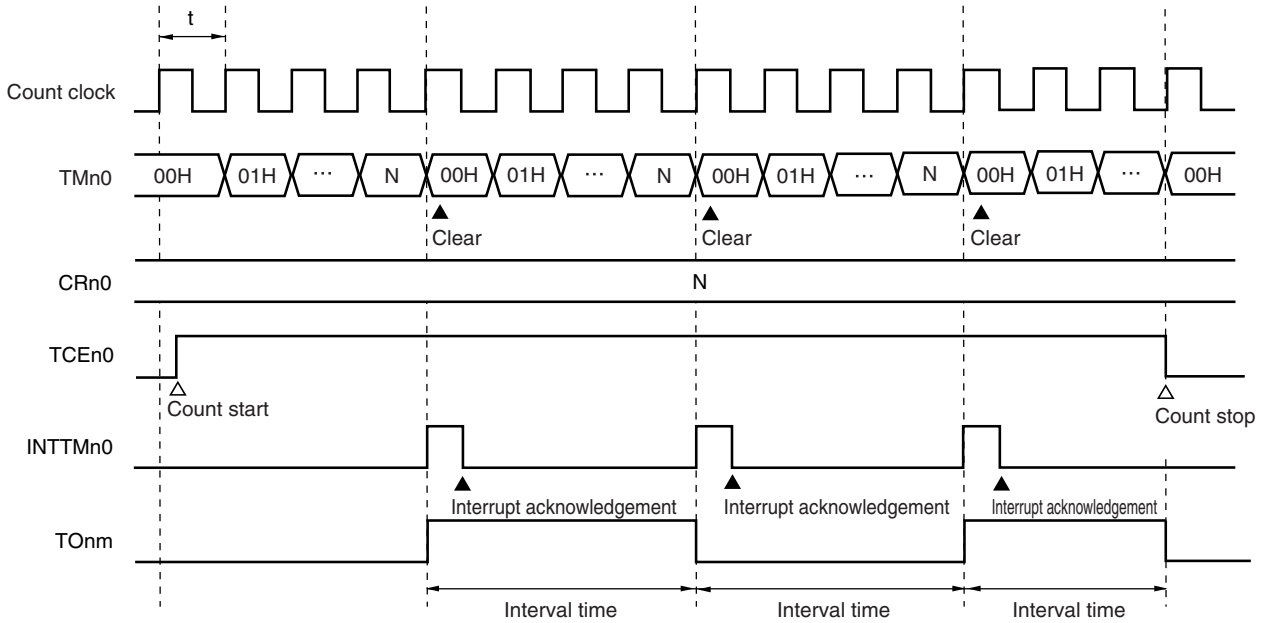 t
Count clock
TMn0 00H 01H ··· N 00H 01H ··· N 00H 01H ··· N 00H 01H ··· 00H
Clear Clear Clear
CRn0 N
TCEn0
Count start Count stop
INTTMn0
Interrupt acknowledgement Interrupt acknowledgement Interrupt acknowledgement
TOnm
Interval time Interval time Interval time